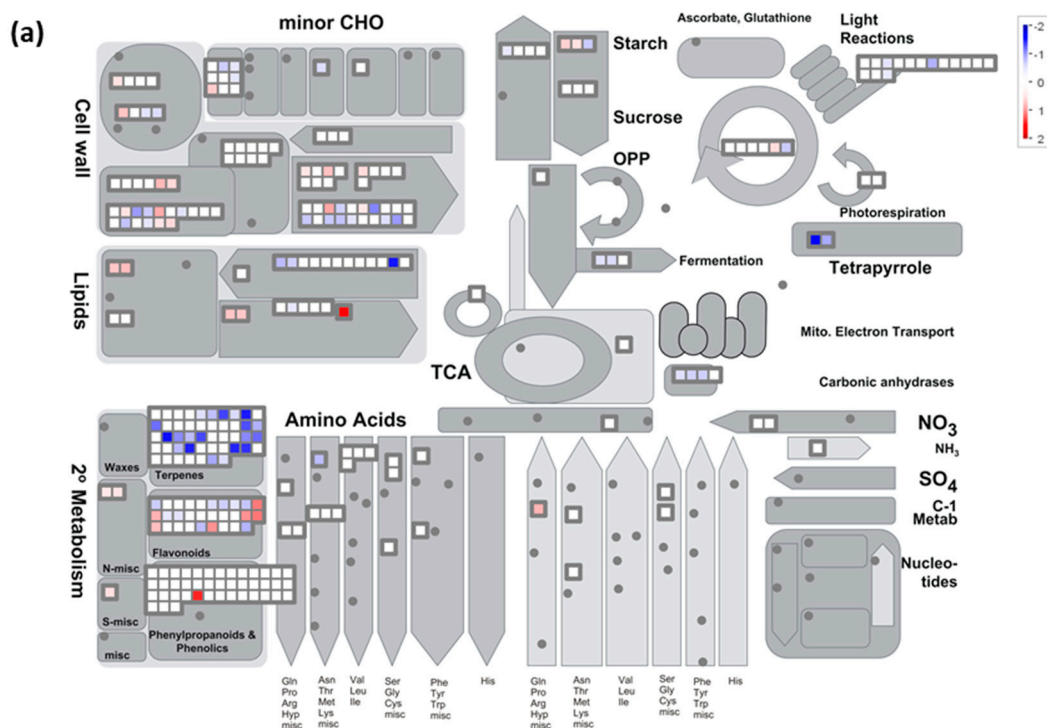 (a)
minor CHO
Cell wall
Lipids
2º Metabolism
Starch
Sucrose
OPP
Ascorbate, Glutathione
Light
Reactions
-2
-1
0
1
2
Photorespiration
Tetrapyrrole
Fermentation
Mito. Electron Transport
TCA
Carbonic anhydrases
Amino Acids
NO3
NH3
SO4
C-1
Metab
Nucleo-
tides
Waxes
Terpenes
N-misc
Flavonoids
S-misc
Phenylpropanoids &
Phenolics
misc
Gln
Pro
Arg
Hyp
misc
Asn
Thr
Met
Lys
misc
Val
Leu
Ile
Ser
Gly
Cys
misc
Phe
Tyr
Trp
misc
His
Gln
Pro
Arg
Hyp
misc
Asn
Thr
Met
Lys
misc
Val
Leu
Ile
Ser
Gly
Cys
misc
Phe
Tyr
Trp
misc
His